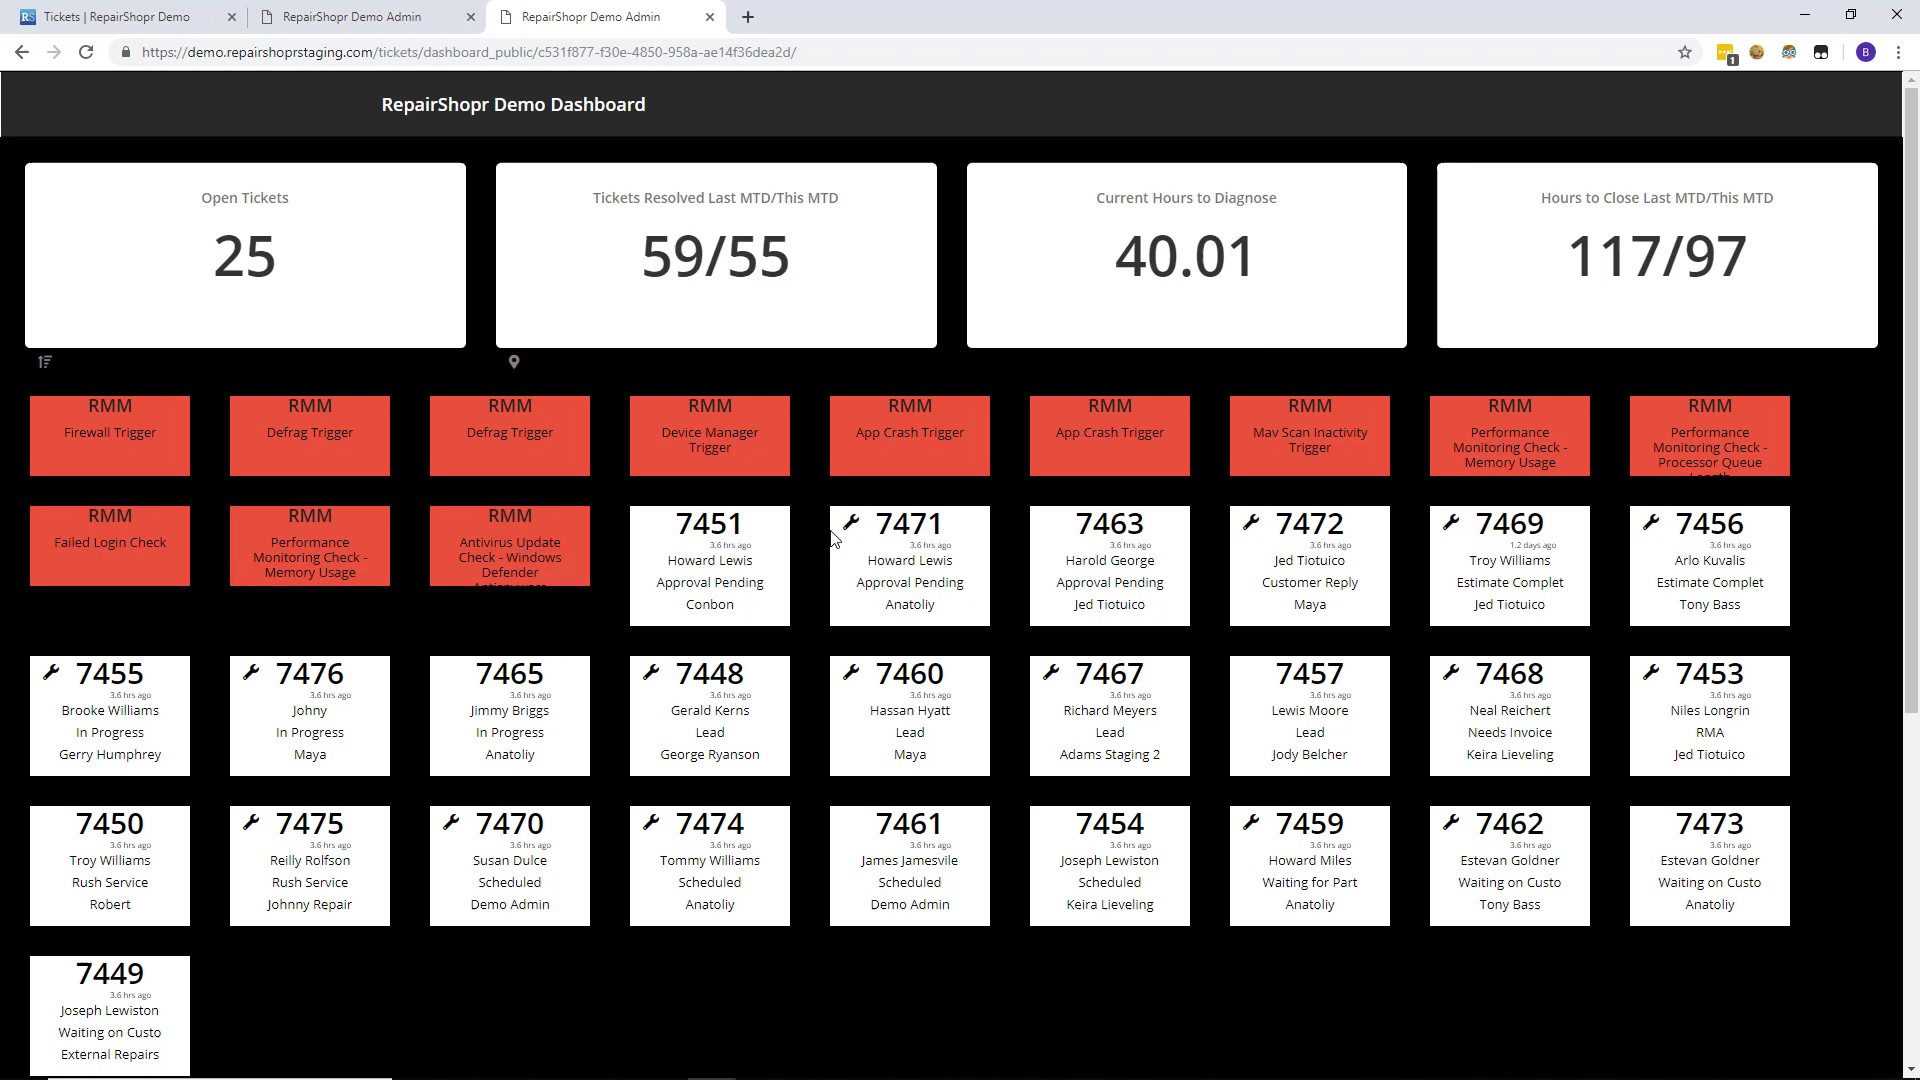 Tickets | RepairShopr Demo
RepairShopr Demo Admin
RepairShopr Demo Admin
https://demo.repairshoprstaging.com/tickets/dashboard_public/c531f877-f30e-4850-958a-ae14f36dea2d/
1
B
RepairShopr Demo Dashboard
Open Tickets
25
Tickets Resolved Last MTD/This MTD
59/55
Current Hours to Diagnose
40.01
Hours to Close Last MTD/This MTD
117/97
RMM
Firewall Trigger
RMM
Defrag Trigger
RMM
Defrag Trigger
RMM
Device Manager
Trigger
RMM
App Crash Trigger
RMM
App Crash Trigger
RMM
Mav Scan Inactivity
Trigger
RMM
Performance
Monitoring Check -
Memory Usage
RMM
Performance
Monitoring Check -
Processor Queue
RMM
Failed Login Check
RMM
Performance
Monitoring Check -
Memory Usage
RMM
Antivirus Update
Check - Windows
Defender
7451
3.6 hrs ago
Howard Lewis
Approval Pending
Conbon
7471
3.6 hrs ago
Howard Lewis
Approval Pending
Anatoliy
7463
3.6 hrs ago
Harold George
Approval Pending
Jed Tiotuico
7472
3.6 hrs ago
Jed Tiotuico
Customer Reply
Maya
7469
1.2 days ago
Troy Williams
Estimate Complet
Jed Tiotuico
7456
3.6 hrs ago
Arlo Kuvalis
Estimate Complet
Tony Bass
7455
3.6 hrs ago
Brooke Williams
In Progress
Gerry Humphrey
7476
3.6 hrs ago
Johny
In Progress
Maya
7465
3.6 hrs ago
Jimmy Briggs
In Progress
Anatoliy
7448
3.6 hrs ago
Gerald Kerns
Lead
George Ryanson
7460
3.6 hrs ago
Hassan Hyatt
Lead
Maya
7467
3.6 hrs ago
Richard Meyers
Lead
Adams Staging 2
7457
3.6 hrs ago
Lewis Moore
Lead
Jody Belcher
7468
3.6 hrs ago
Neal Reichert
Needs Invoice
Keira Lieveling
7453
3.6 hrs ago
Niles Longrin
RMA
Jed Tiotuico
7450
3.6 hrs ago
Troy Williams
Rush Service
Robert
7475
3.6 hrs ago
Reilly Rolfson
Rush Service
Johnny Repair
7470
3.6 hrs ago
Susan Dulce
Scheduled
Demo Admin
7474
3.6 hrs ago
Tommy Williams
Scheduled
Anatoliy
7461
3.6 hrs ago
James Jamesvile
Scheduled
Demo Admin
7454
3.6 hrs ago
Joseph Lewiston
Scheduled
Keira Lieveling
7459
3.6 hrs ago
Howard Miles
Waiting for Part
Anatoliy
7462
3.6 hrs ago
Estevan Goldner
Waiting on Custo
Tony Bass
7473
3.6 hrs ago
Estevan Goldner
Waiting on Custo
Anatoliy
7449
3.6 hrs ago
Joseph Lewiston
Waiting on Custo
External Repairs